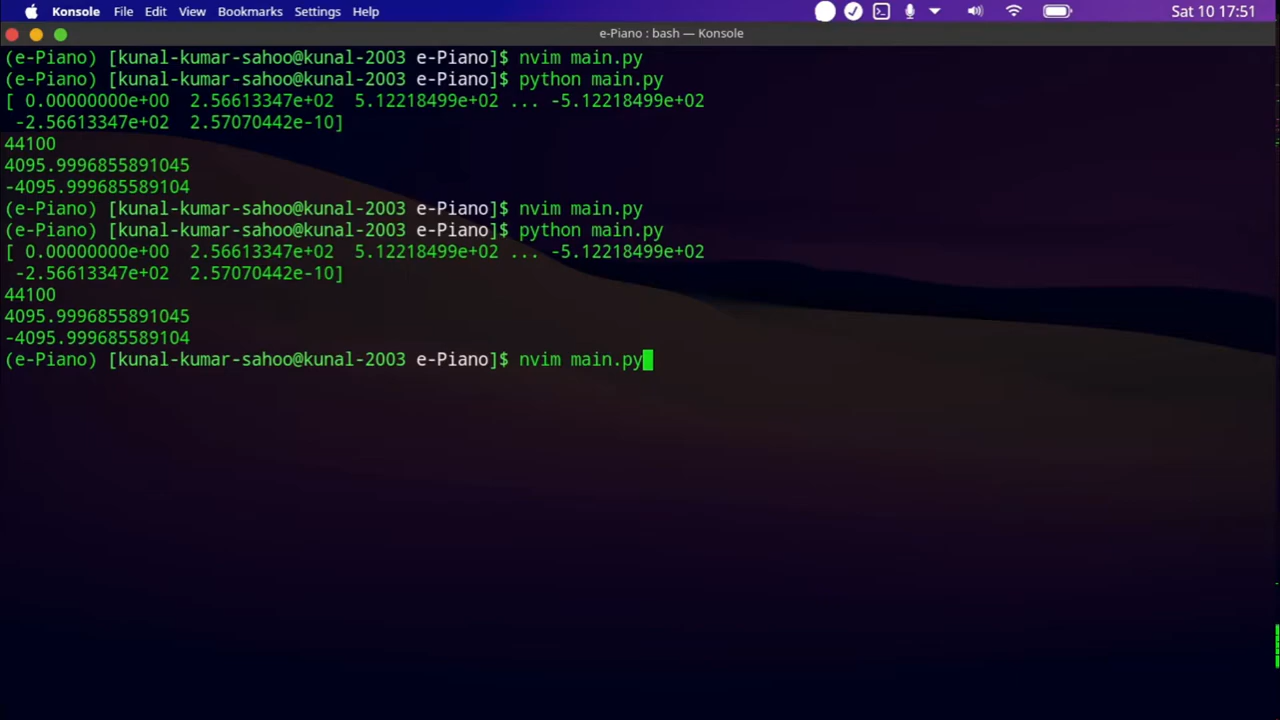 Konsole File Edit View Bookmarks Settings Help Sat 10 17:51
e-Piano : bash — Konsole
(e-Piano) [kunal-kumar-sahoo@kunal-2003 e-Piano]$ nvim main.py
(e-Piano) [kunal-kumar-sahoo@kunal-2003 e-Piano]$ python main.py
[ 0.00000000e+00  2.56613347e+02  5.12218499e+02 ... -5.12218499e+02
 -2.56613347e+02  2.57070442e-10]
44100
4095.9996855891045
-4095.999685589104
(e-Piano) [kunal-kumar-sahoo@kunal-2003 e-Piano]$ nvim main.py
(e-Piano) [kunal-kumar-sahoo@kunal-2003 e-Piano]$ python main.py
[ 0.00000000e+00  2.56613347e+02  5.12218499e+02 ... -5.12218499e+02
 -2.56613347e+02  2.57070442e-10]
44100
4095.9996855891045
-4095.999685589104
(e-Piano) [kunal-kumar-sahoo@kunal-2003 e-Piano]$ nvim main.py